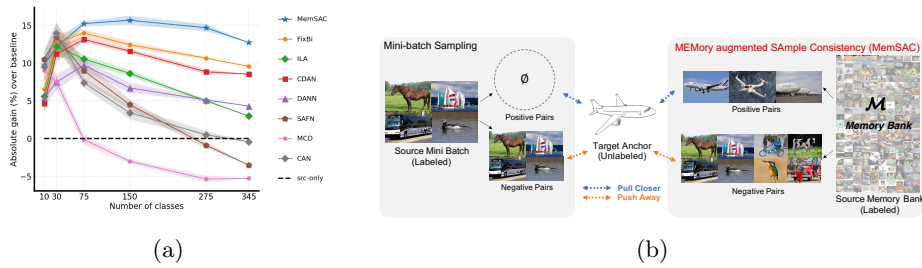 15
10
5
0
−5
10 30 75 150 275 345
Absolute gain (%) over baseline
Number of classes
MemSAC
FixBi
ILA
CDAN
DANN
SAFN
MCD
CAN
src-only
(a)
Mini-batch Sampling
Source Mini Batch
(Labeled)
∅
Positive Pairs
Negative Pairs
Target Anchor
(Unlabeled)
Pull Closer
Push Away
MEMory augmented SAmple Consistency (MemSAC)
Positive Pairs
Negative Pairs
M
Memory Bank
Source Memory Bank
(Labeled)
(b)